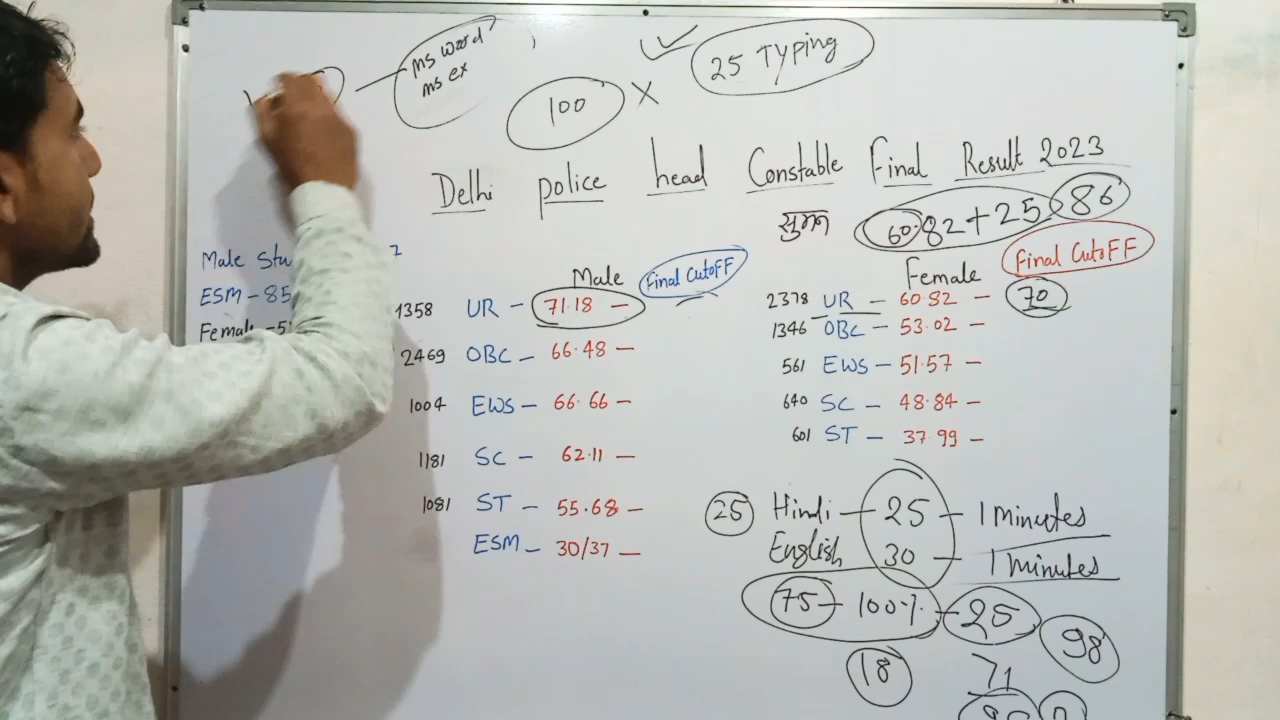 ms word
ms ex
100 ×
25 Typing
Delhi police head Constable Final Result 2023
60.82+25 86
Male Stu 2
ESM - 85
Female - 5
Male Final CutOFF
1358 UR - 71.18 -
2469 OBC - 66.48 -
1004 EWS - 66.66 -
1181 SC - 62.11 -
1081 ST - 55.68 -
ESM - 30/37 -
Female Final CutOFF
2378 UR - 60.82 - 70
1346 OBC - 53.02 -
561 EWS - 51.57 -
640 SC - 48.84 -
601 ST - 37.99 -
25 Hindi - 25 - 1 Minutes
English 30 - 1 Minutes
75 - 100% - 25
98
18 71